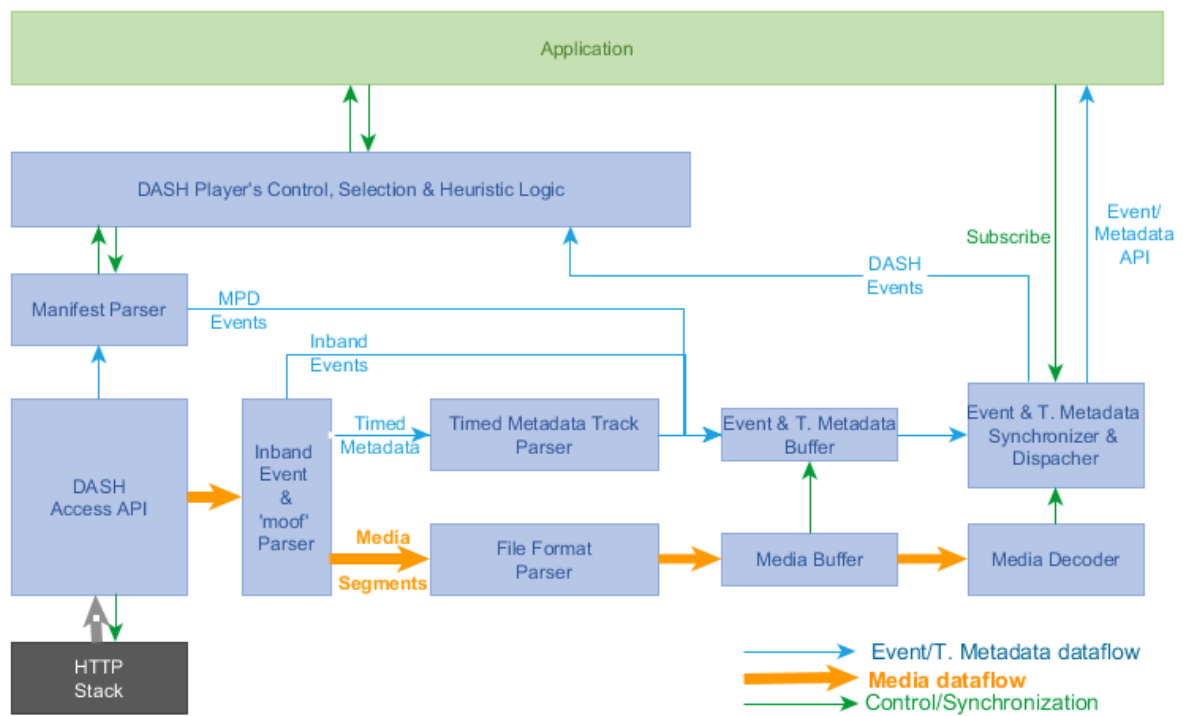 Application
DASH Player's Control, Selection & Heuristic Logic
Subscribe
Event/
Metadata
API
DASH
Events
Manifest Parser
MPD
Events
Inband
Events
DASH
Access API
Inband
Event
&
'moof'
Parser
Timed
Metadata
Timed Metadata Track
Parser
Event & T. Metadata
Buffer
Event & T. Metadata
Synchronizer &
Dispacher
Media
Segments
File Format
Parser
Media Buffer
Media Decoder
HTTP
Stack
Event/T. Metadata dataflow
Media dataflow
Control/Synchronization